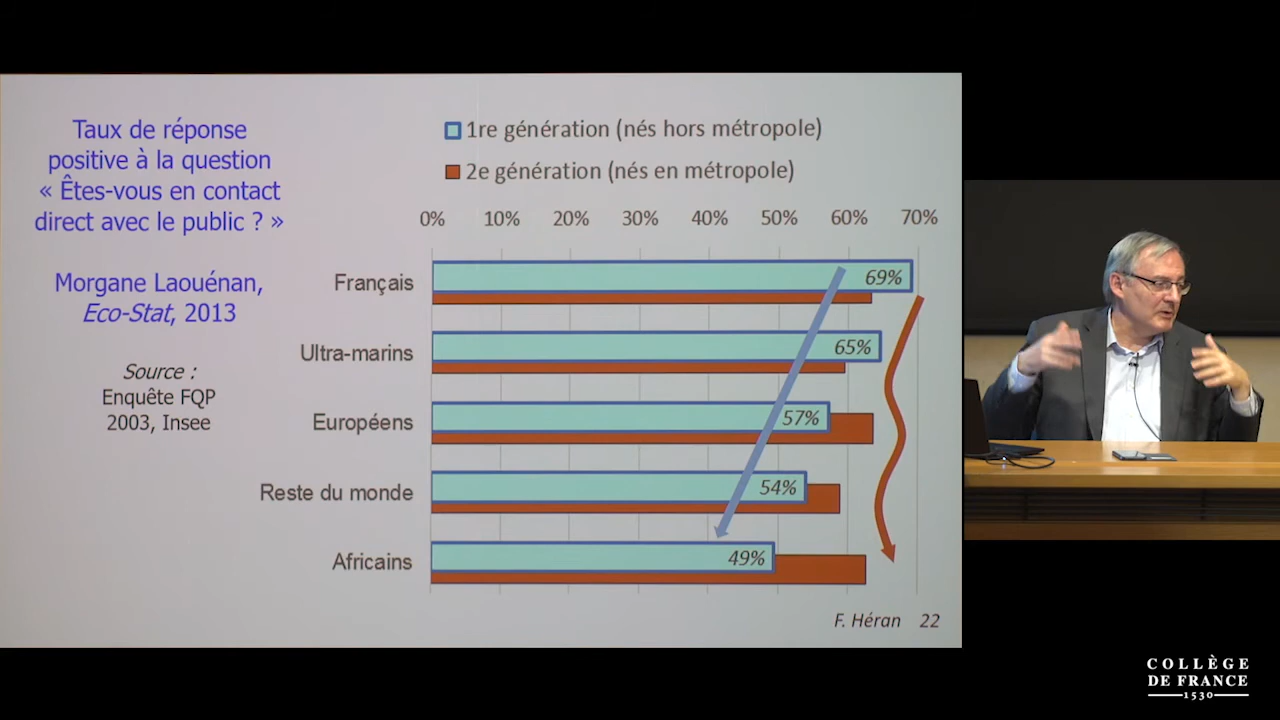 Taux de réponse
positive à la question
« Êtes-vous en contact
direct avec le public ? »
Morgane Laouénan,
Eco-Stat, 2013
Source :
Enquête FQP
2003, Insee
1re génération (nés hors métropole)
2e génération (nés en métropole)
0% 10% 20% 30% 40% 50% 60% 70%
Français 69%
Ultra-marins 65%
Européens 57%
Reste du monde 54%
Africains 49%
F. Héran 22
COLLÈGE
DE FRANCE
1530